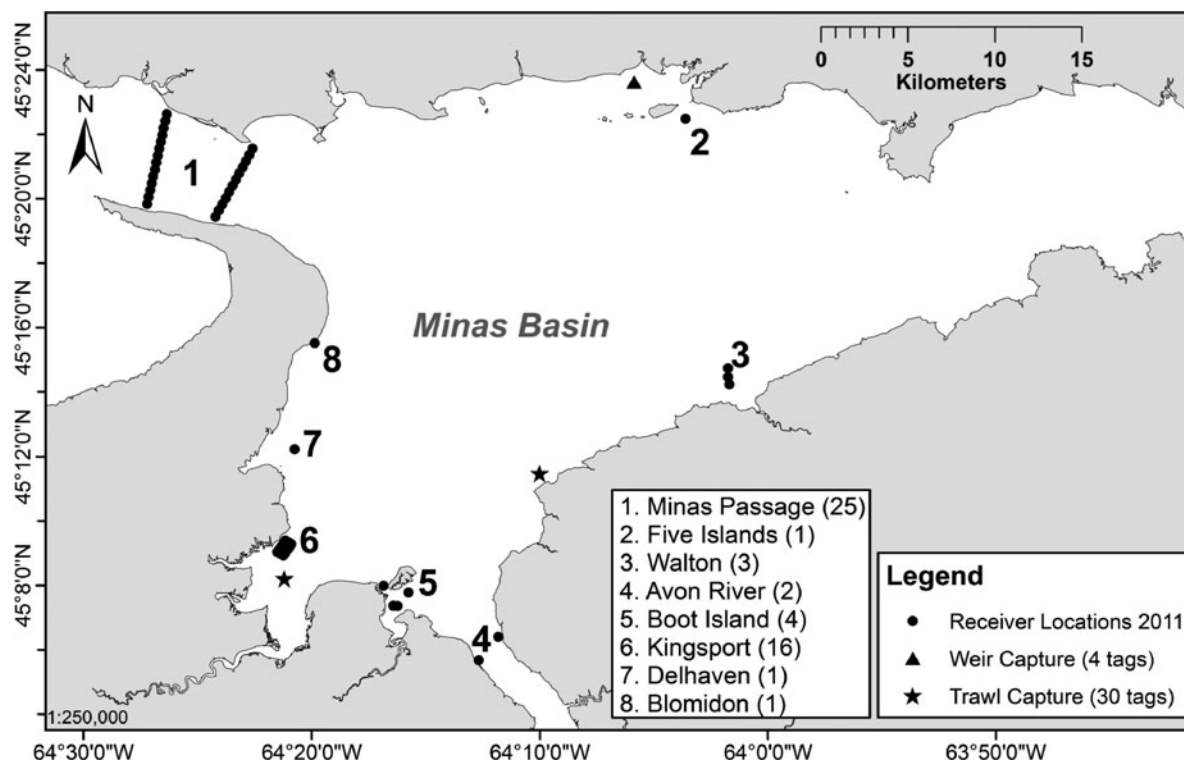 0 5 10 15
Kilometers
45°24'0"N
45°20'0"N
45°16'0"N
45°12'0"N
45°8'0"N
N
1
2
3
4
5
6
7
8
Minas Basin
1. Minas Passage (25)
2. Five Islands (1)
3. Walton (3)
4. Avon River (2)
5. Boot Island (4)
6. Kingsport (16)
7. Delhaven (1)
8. Blomidon (1)
Legend
Receiver Locations 2011
Weir Capture (4 tags)
Trawl Capture (30 tags)
1:250,000
64°30'0"W 64°20'0"W 64°10'0"W 64°0'0"W 63°50'0"W